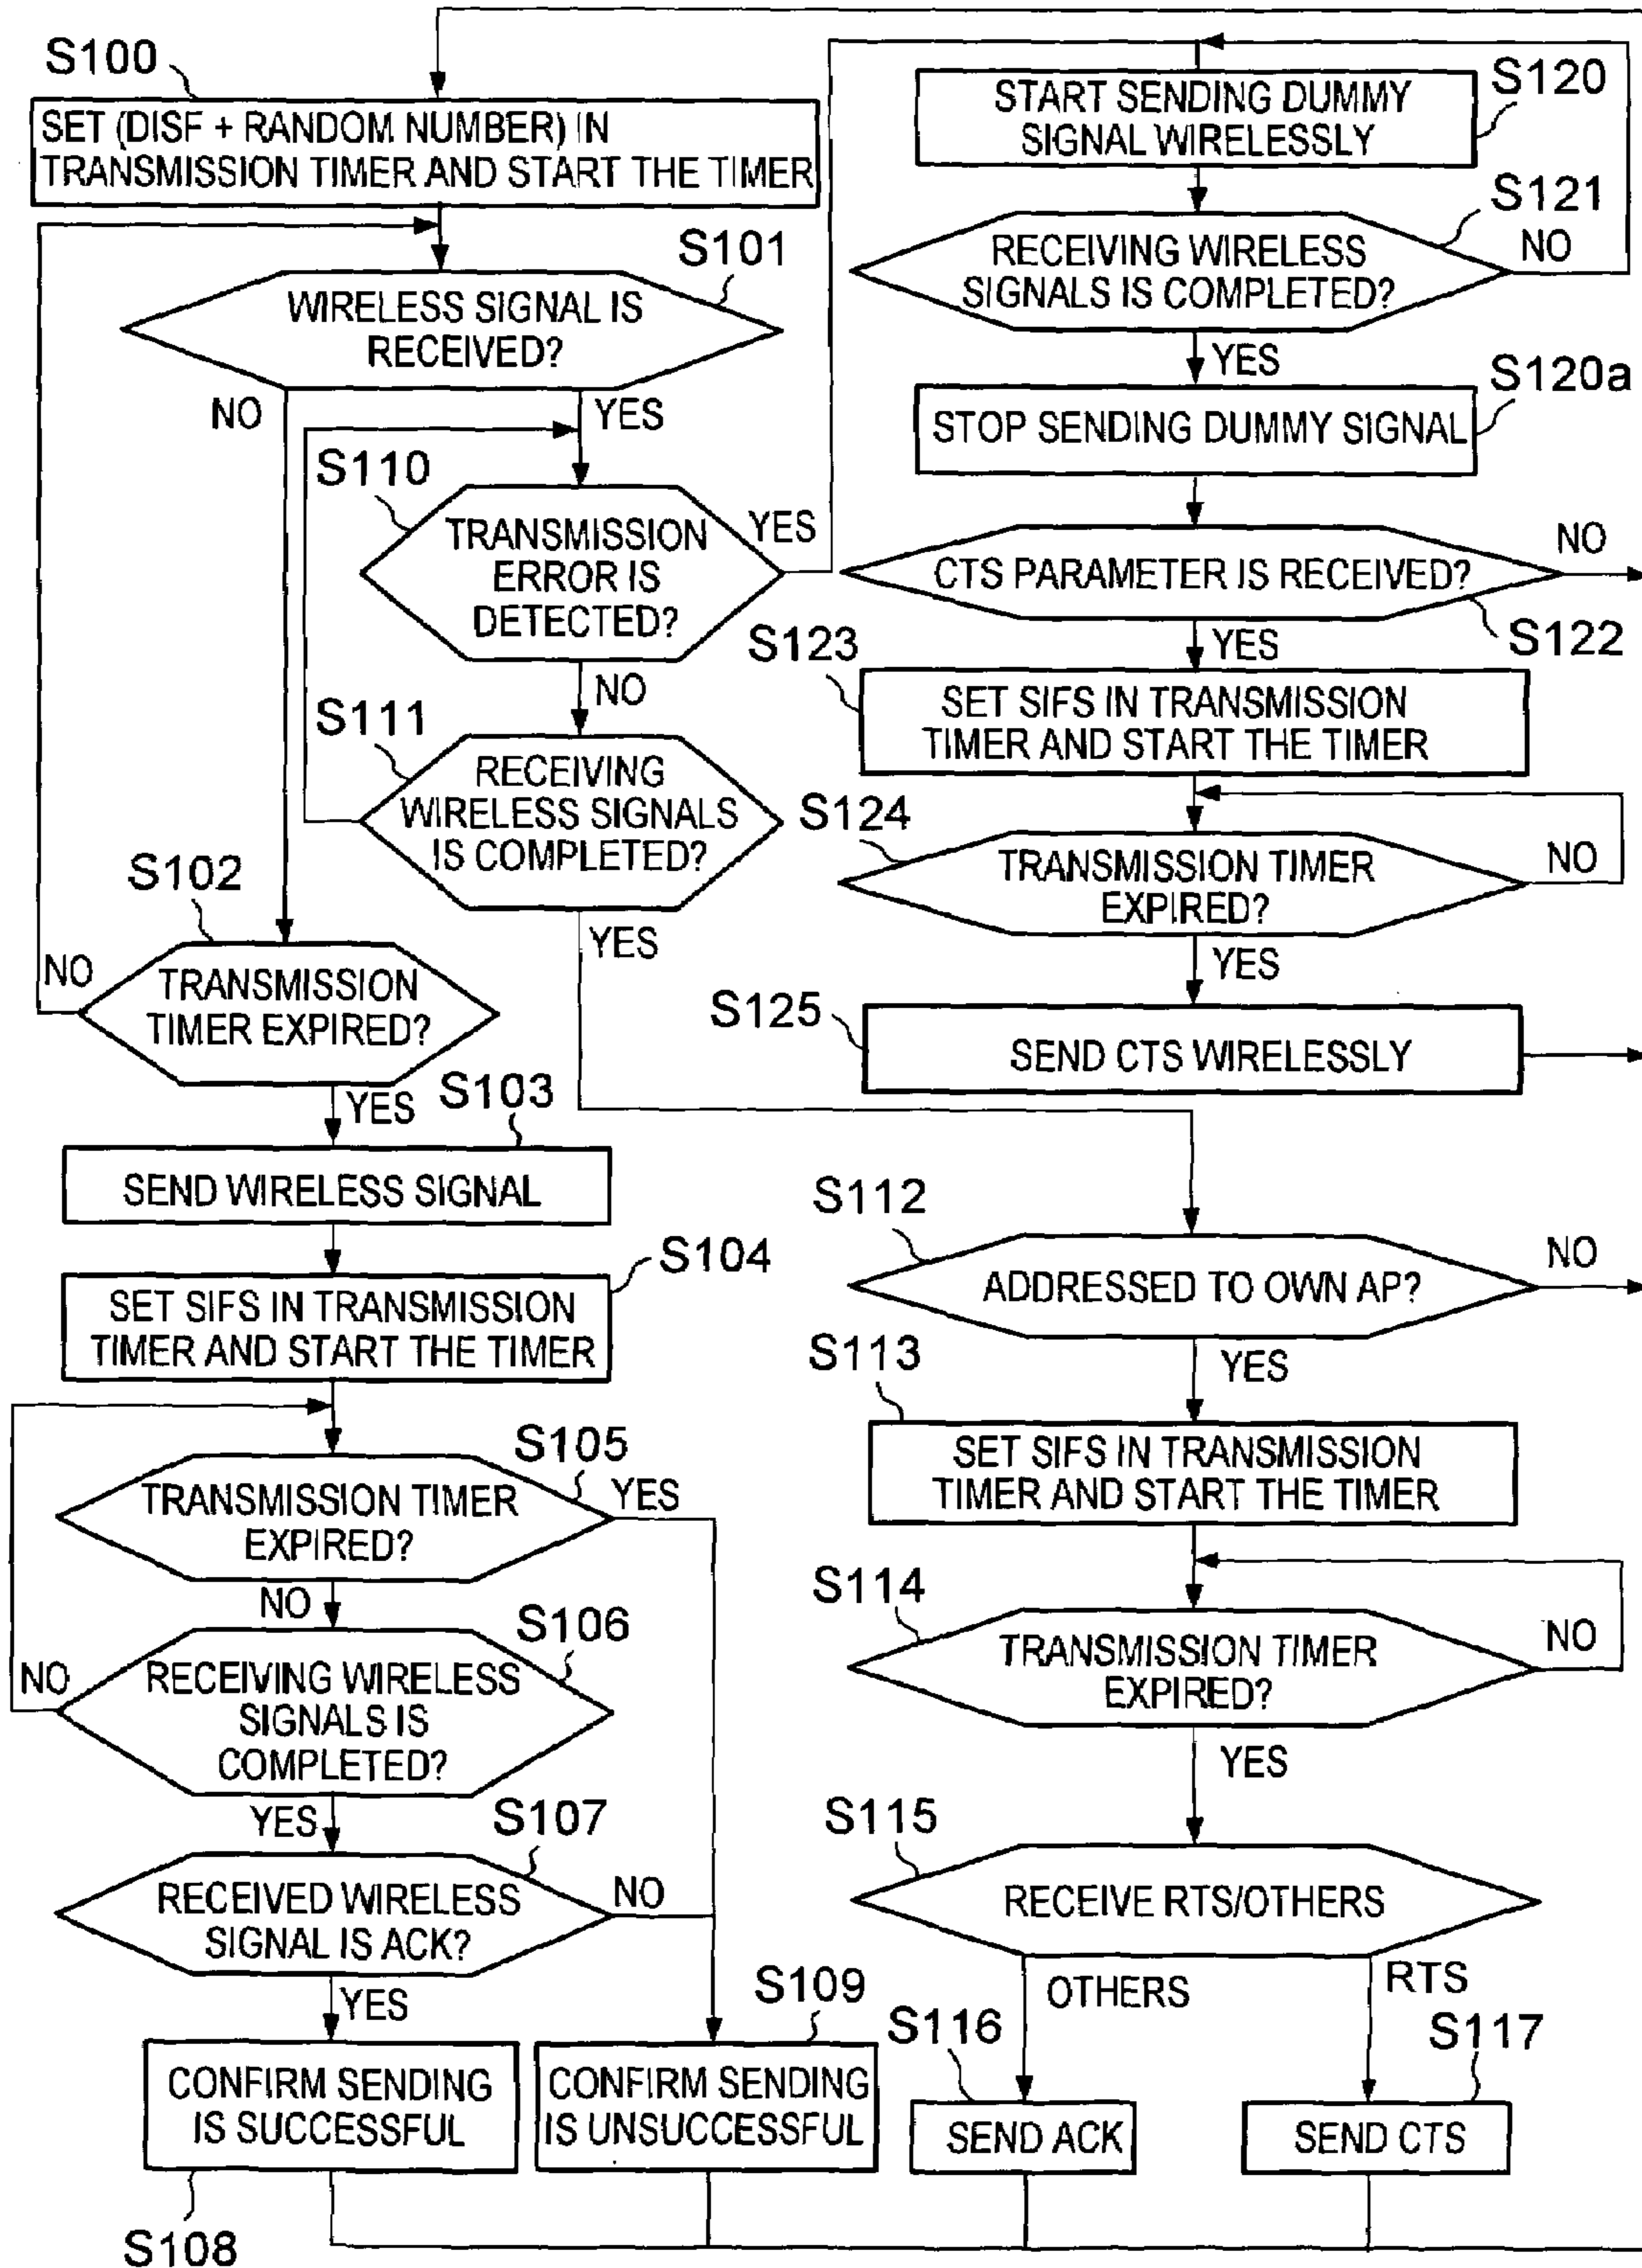 S100
SET (DISF + RANDOM NUMBER) IN
TRANSMISSION TIMER AND START THE TIMER
S101
WIRELESS SIGNAL IS
RECEIVED?
NO
YES
S110
TRANSMISSION
ERROR IS
DETECTED?
YES
NO
S111
RECEIVING
WIRELESS SIGNALS
IS COMPLETED?
YES
S102
NO
TRANSMISSION
TIMER EXPIRED?
YES
S103
SEND WIRELESS SIGNAL
S104
SET SIFS IN TRANSMISSION
TIMER AND START THE TIMER
S105
TRANSMISSION TIMER
EXPIRED?
YES
NO
S106
NO
RECEIVING WIRELESS
SIGNALS IS
COMPLETED?
YES
S107
RECEIVED WIRELESS
SIGNAL IS ACK?
NO
YES
S109
CONFIRM SENDING
IS SUCCESSFUL
CONFIRM SENDING
IS UNSUCCESSFUL
S108
START SENDING DUMMY
SIGNAL WIRELESSLY
S120
S121
RECEIVING WIRELESS
SIGNALS IS COMPLETED?
NO
YES
S120a
STOP SENDING DUMMY SIGNAL
NO
CTS PARAMETER IS RECEIVED?
S122
S123
YES
SET SIFS IN TRANSMISSION
TIMER AND START THE TIMER
S124
TRANSMISSION TIMER
EXPIRED?
NO
YES
S125
SEND CTS WIRELESSLY
S112
NO
ADDRESSED TO OWN AP?
S113
YES
SET SIFS IN TRANSMISSION
TIMER AND START THE TIMER
S114
TRANSMISSION TIMER
EXPIRED?
NO
YES
S115
RECEIVE RTS/OTHERS
OTHERS
RTS
S116
S117
SEND ACK
SEND CTS